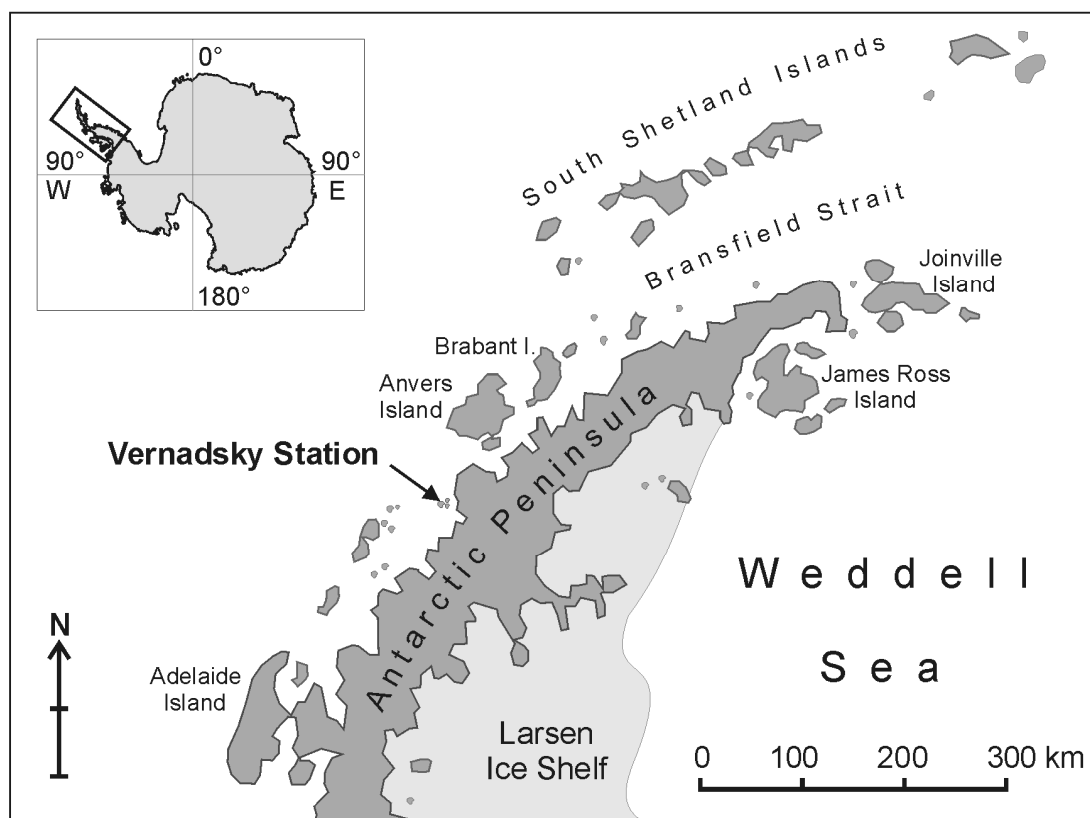 0°
90°
W
90°
E
180°
South Shetland Islands
Bransfield Strait
Joinville
Island
Brabant I.
Anvers
Island
James Ross
Island
Vernadsky Station
Antarctic Peninsula
Weddell
Sea
N
Adelaide
Island
Larsen
Ice Shelf
0 100 200 300 km